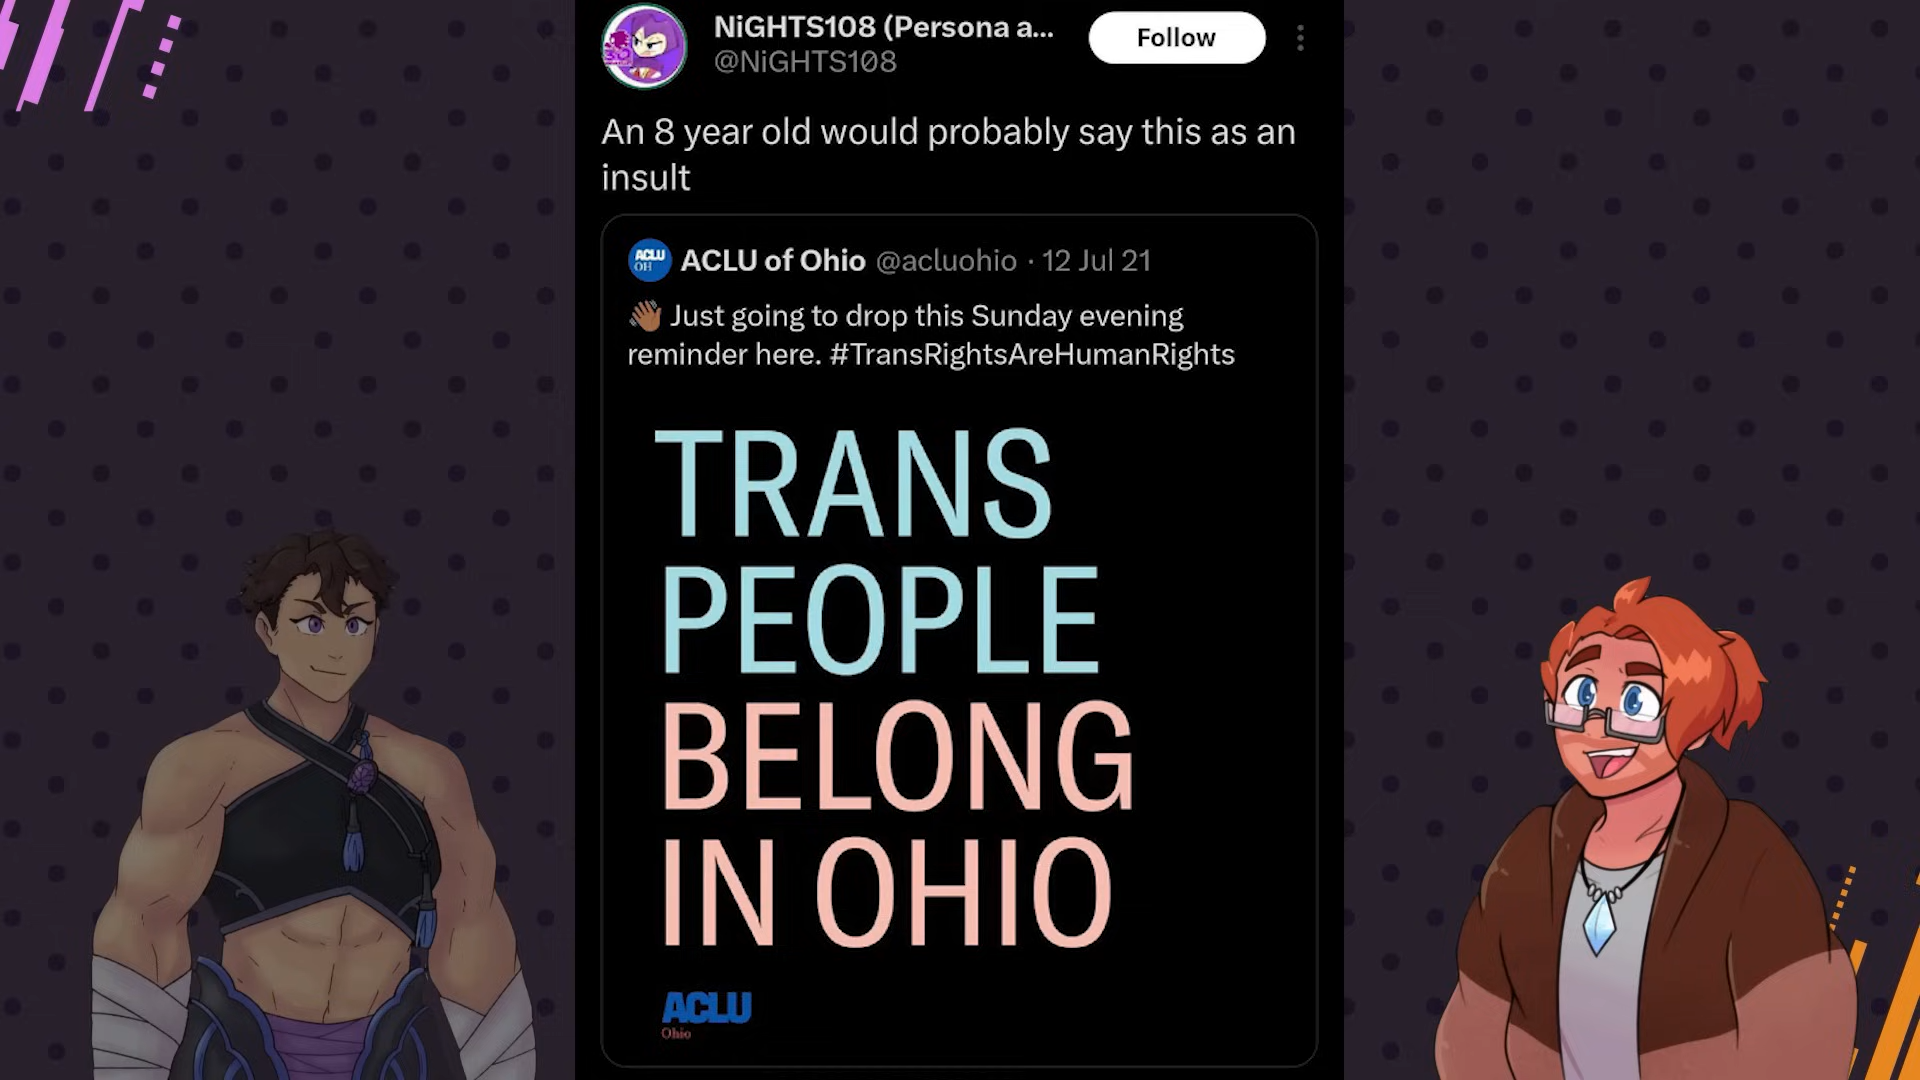 NiGHTS108 (Persona a...
@NiGHTS108
Follow
An 8 year old would probably say this as an
insult
ACLU
OH
ACLU of Ohio @acluohio · 12 Jul 21
👋🏾 Just going to drop this Sunday evening
reminder here. #TransRightsAreHumanRights
TRANS
PEOPLE
BELONG
IN OHIO
ACLU
Ohio